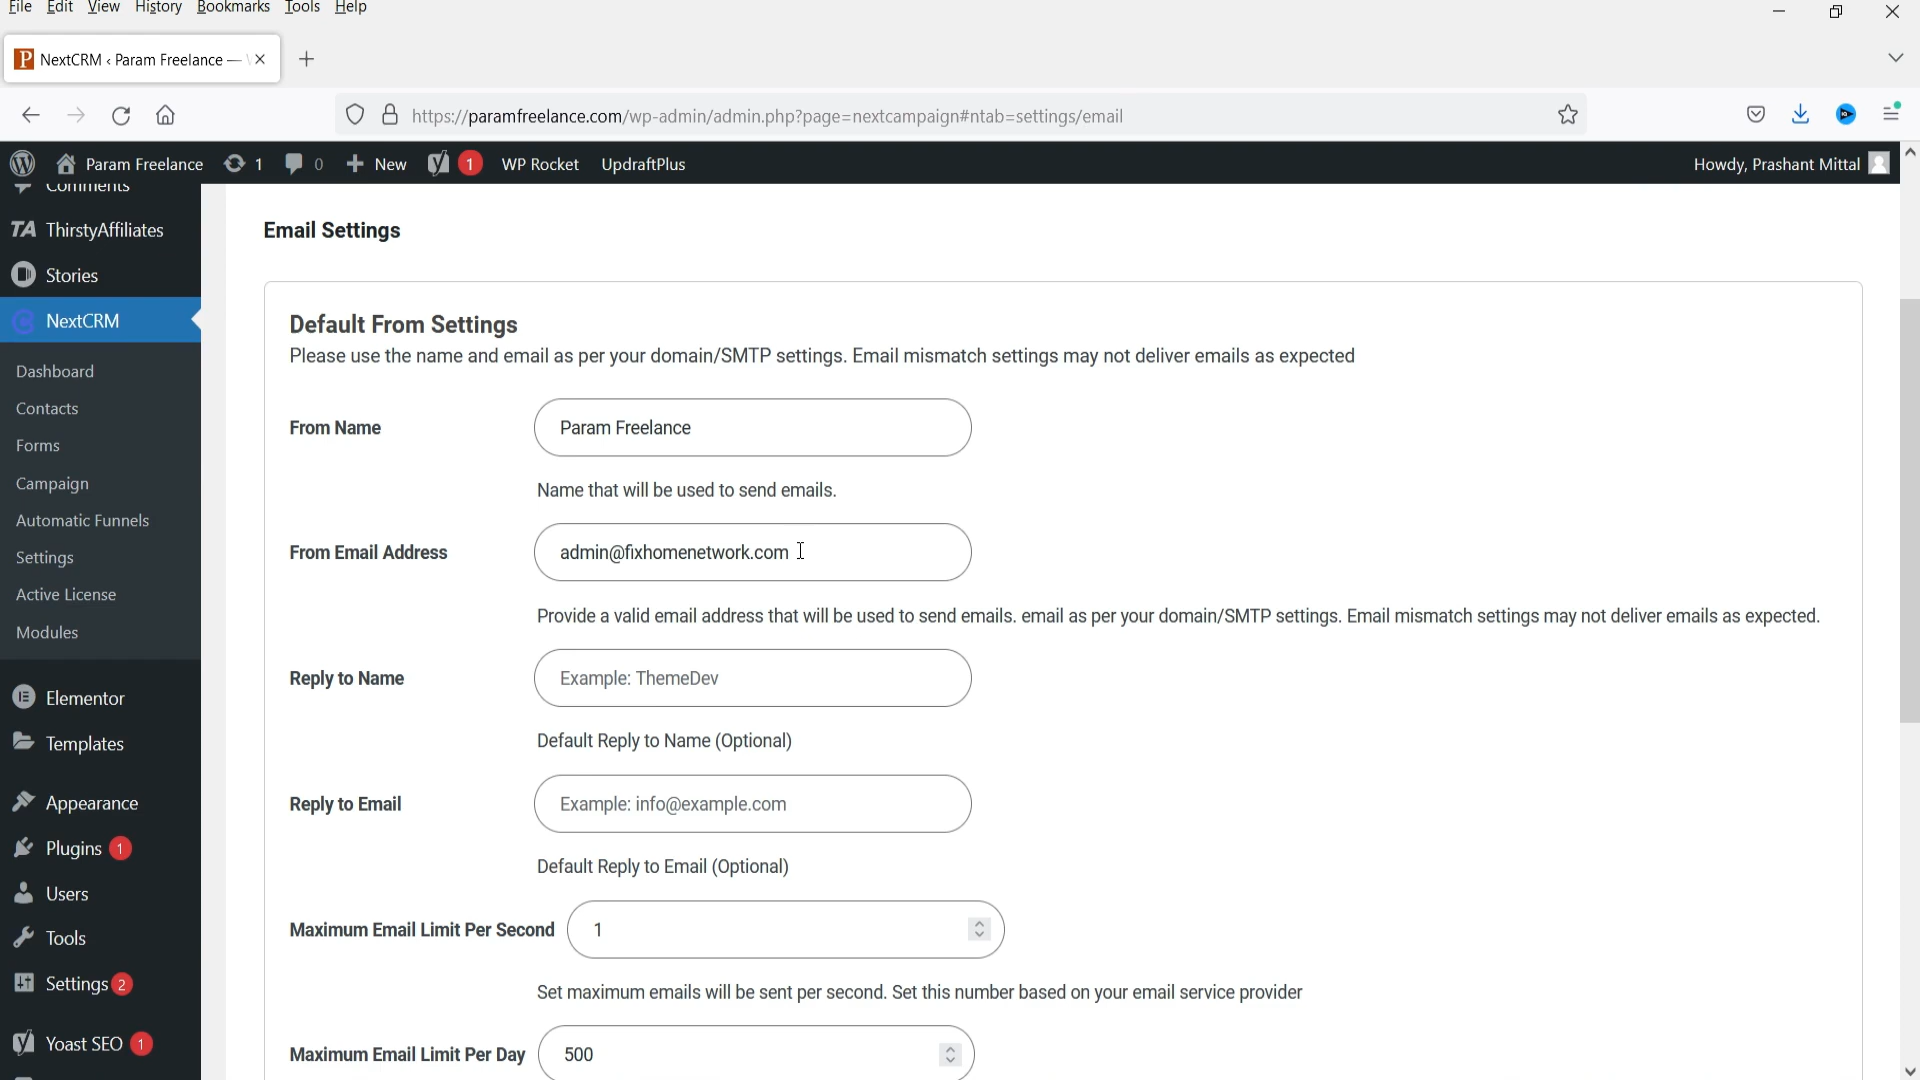 File Edit View History Bookmarks Tools Help
NextCRM ‹ Param Freelance —
https://paramfreelance.com/wp-admin/admin.php?page=nextcampaign#ntab=settings/email
Param Freelance 1 0 New 1 WP Rocket UpdraftPlus Howdy, Prashant Mittal
Comments
TA ThirstyAffiliates
Stories
NextCRM
Dashboard
Contacts
Forms
Campaign
Automatic Funnels
Settings
Active License
Modules
Elementor
Templates
Appearance
Plugins 1
Users
Tools
Settings 2
Yoast SEO 1
Email Settings
Default From Settings
Please use the name and email as per your domain/SMTP settings. Email mismatch settings may not deliver emails as expected
From Name Param Freelance
Name that will be used to send emails.
From Email Address admin@fixhomenetwork.com
Provide a valid email address that will be used to send emails. email as per your domain/SMTP settings. Email mismatch settings may not deliver emails as expected.
Reply to Name Example: ThemeDev
Default Reply to Name (Optional)
Reply to Email Example: info@example.com
Default Reply to Email (Optional)
Maximum Email Limit Per Second 1
Set maximum emails will be sent per second. Set this number based on your email service provider
Maximum Email Limit Per Day 500